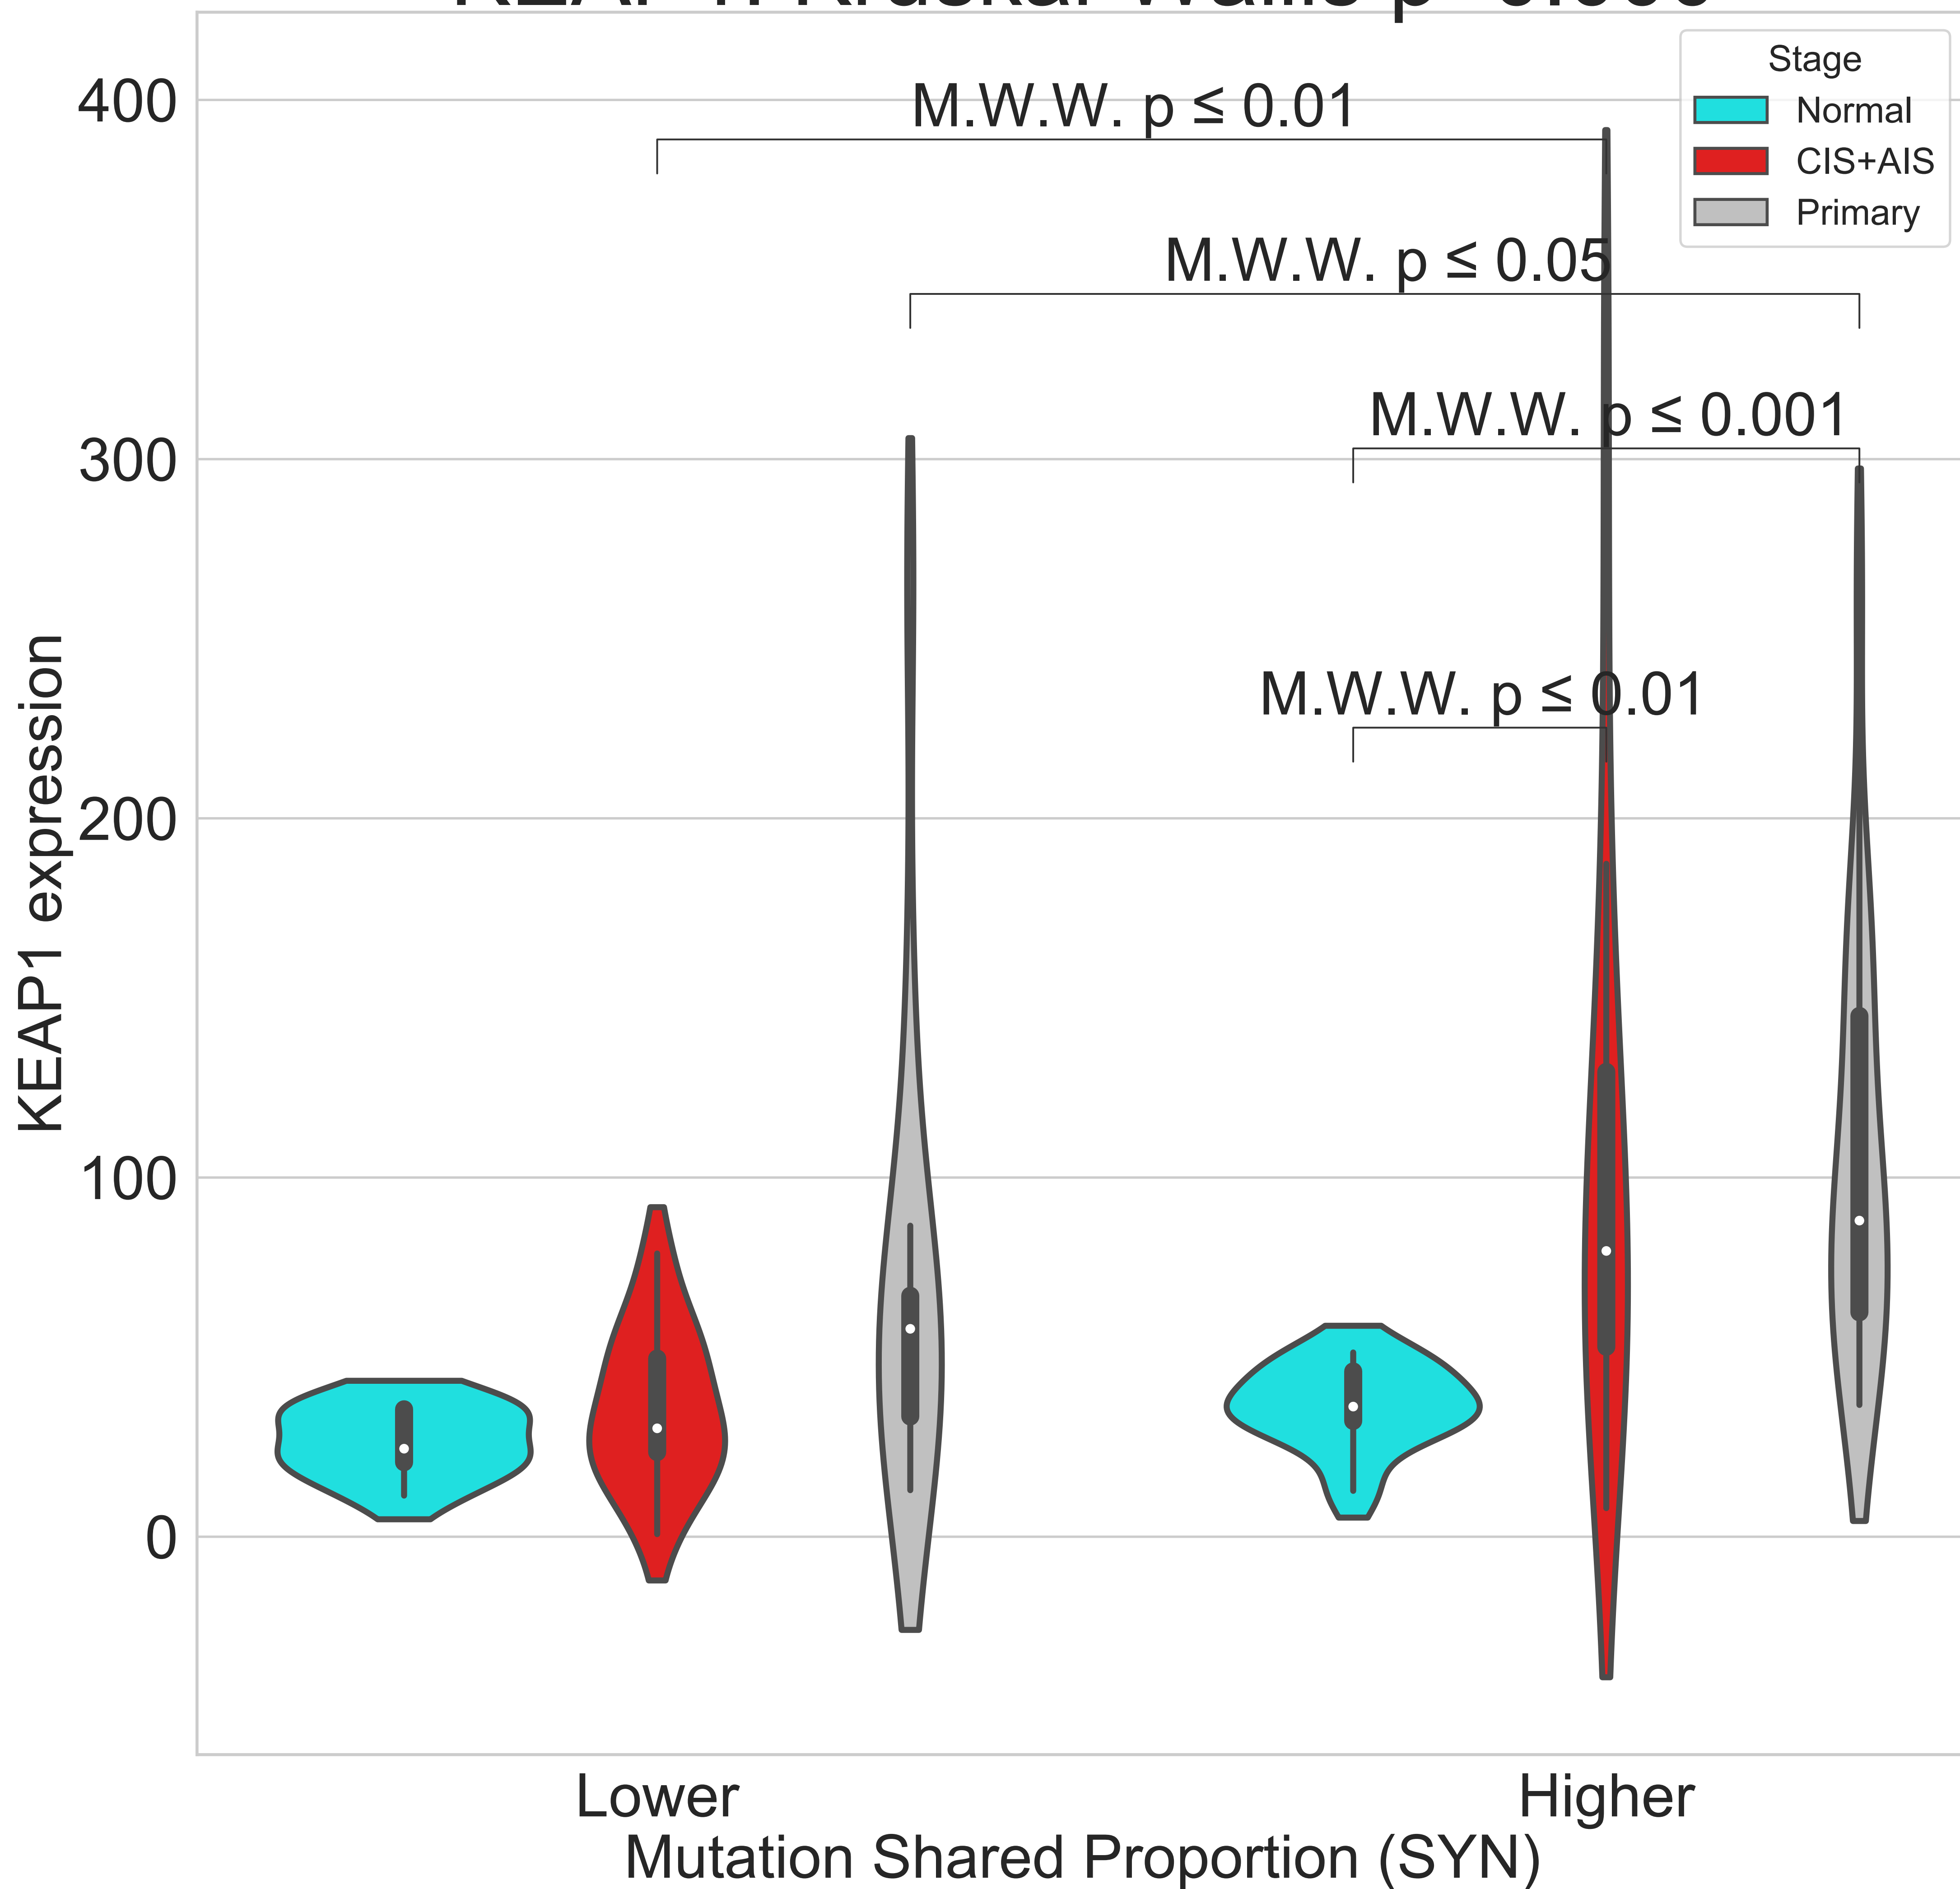 Stage
Normal
CIS+AIS
Primary
M.W.W. p ≤ 0.01
M.W.W. p ≤ 0.05
M.W.W. p ≤ 0.001
M.W.W. p ≤ 0.01
400
300
200
100
0
KEAP1 expression
Lower
Higher
Mutation Shared Proportion (SYN)